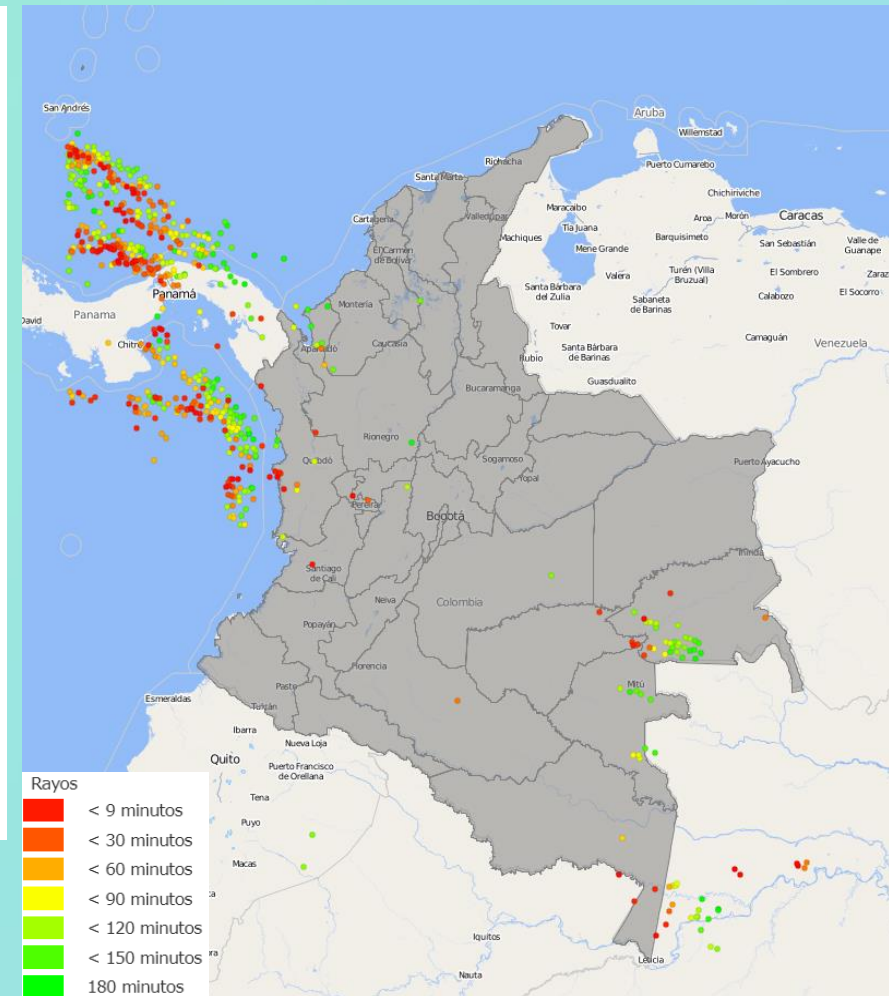 San Andrés
Aruba
Willemstad
Riohacha
Puerto Cumarebo
Santa Marta
Chichiriviche
Valledupar
Maracaibo
Cartagena
Tía Juana
Aroa
Morón
Caracas
Machiques
Mene Grande
Barquisimeto
San Sebastián
Valle de
Guanape
El Carmen
de Bolívar
Valera
Turén (Villa
Bruzual)
El Sombrero
Zaraz
Santa Bárbara
del Zulia
Sabaneta
de Barinas
Calabozo
El Socorro
Panamá
Montería
Panama
David
Tovar
Camaguán
Chitré
Apartadó
Caucasia
Santa Bárbara
de Barinas
Venezuela
Rubio
Guasdualito
Bucaramanga
Rionegro
Quibdó
Sogamoso
Puerto Ayacucho
Yopal
Pereira
Bogotá
Inírida
Santiago
de Cali
Neiva
Colombia
Popayán
Florencia
Mitú
Pasto
Esmeraldas
Tulcán
Ibarra
Nueva Loja
Quito
Puerto Francisco
de Orellana
Tena
Puyo
Macas
Iquitos
Leticia
Nauta
Rayos
< 9 minutos
< 30 minutos
< 60 minutos
< 90 minutos
< 120 minutos
< 150 minutos
180 minutos